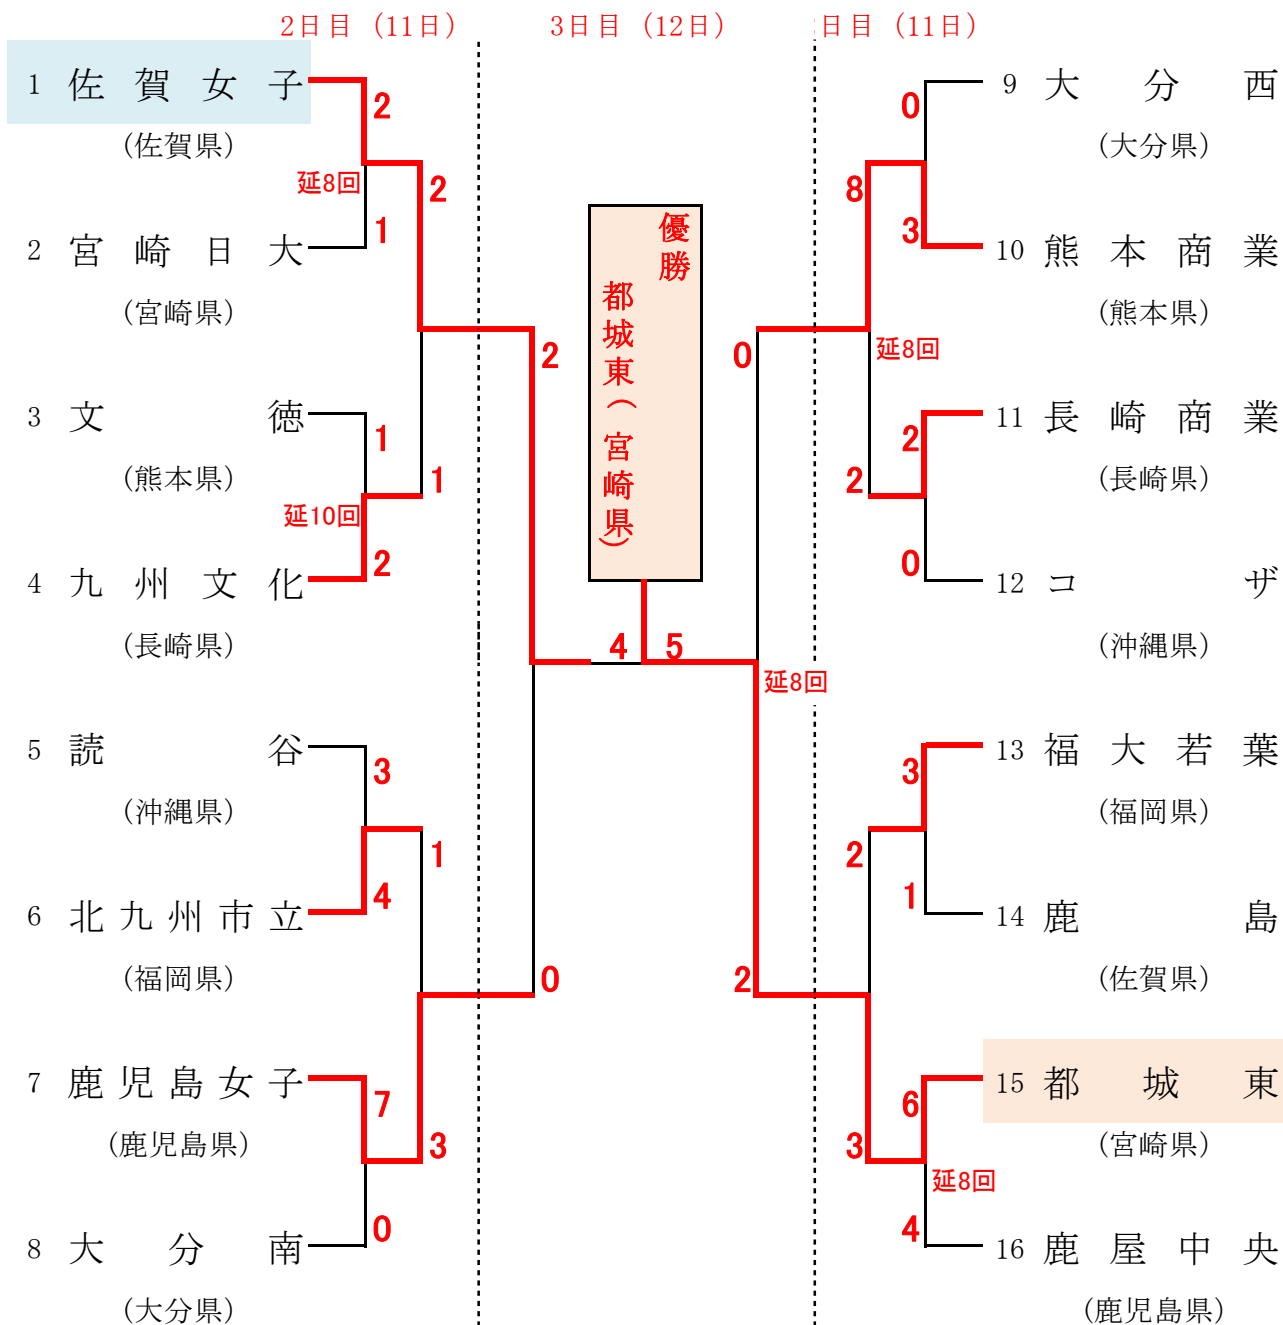 2日目（11日）
3日目（12日）
日目（11日）
1 佐賀女子
（佐賀県）
2
延8回
1
2
2 宮崎日大
（宮崎県）
3 文徳
（熊本県）
1
延10回
2
1
4 九州文化
（長崎県）
2
5 読谷
（沖縄県）
3
4
1
6 北九州市立
（福岡県）
0
7 鹿児島女子
（鹿児島県）
7
0
3
8 大分南
（大分県）
優勝
都城東（宮崎県）
4
5
延8回
9 大分西
（大分県）
0
3
8
10 熊本商業
（熊本県）
0
延8回
11 長崎商業
（長崎県）
2
0
2
12 コザ
（沖縄県）
13 福大若葉
（福岡県）
3
1
2
14 鹿島
（佐賀県）
2
15 都城東
（宮崎県）
6
延8回
4
3
16 鹿屋中央
（鹿児島県）